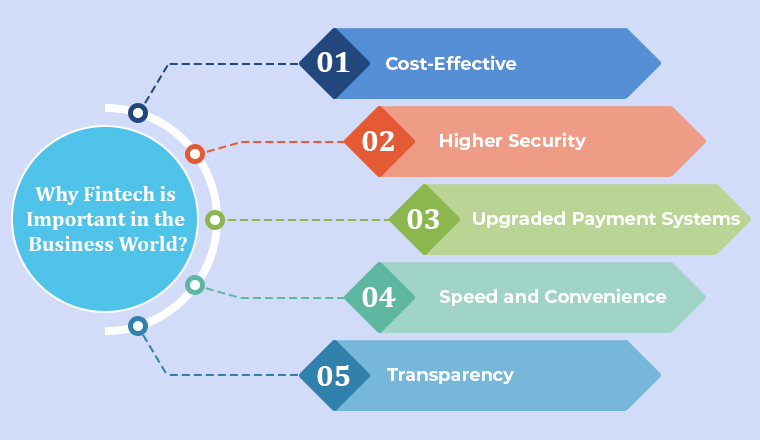 Why Fintech is
Important in the
Business World?
01 Cost-Effective
02 Higher Security
03 Upgraded Payment Systems
04 Speed and Convenience
05 Transparency